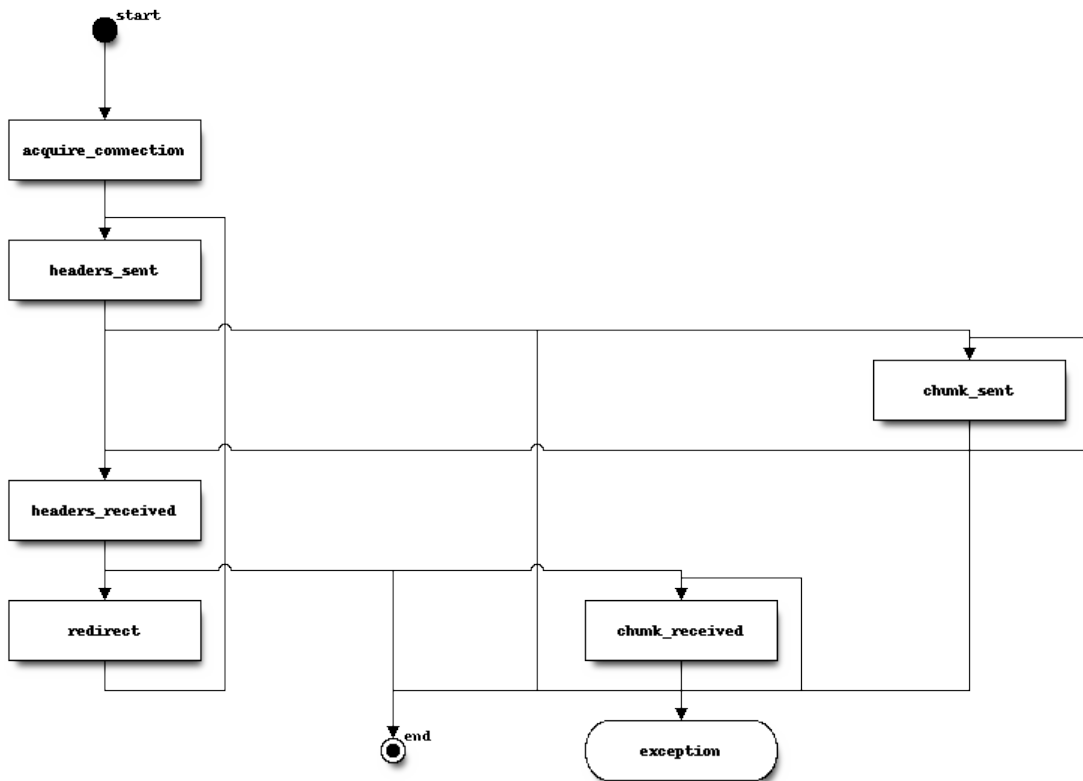 start
acquire_connection
headers_sent
chunk_sent
headers_received
redirect
chunk_received
end
exception